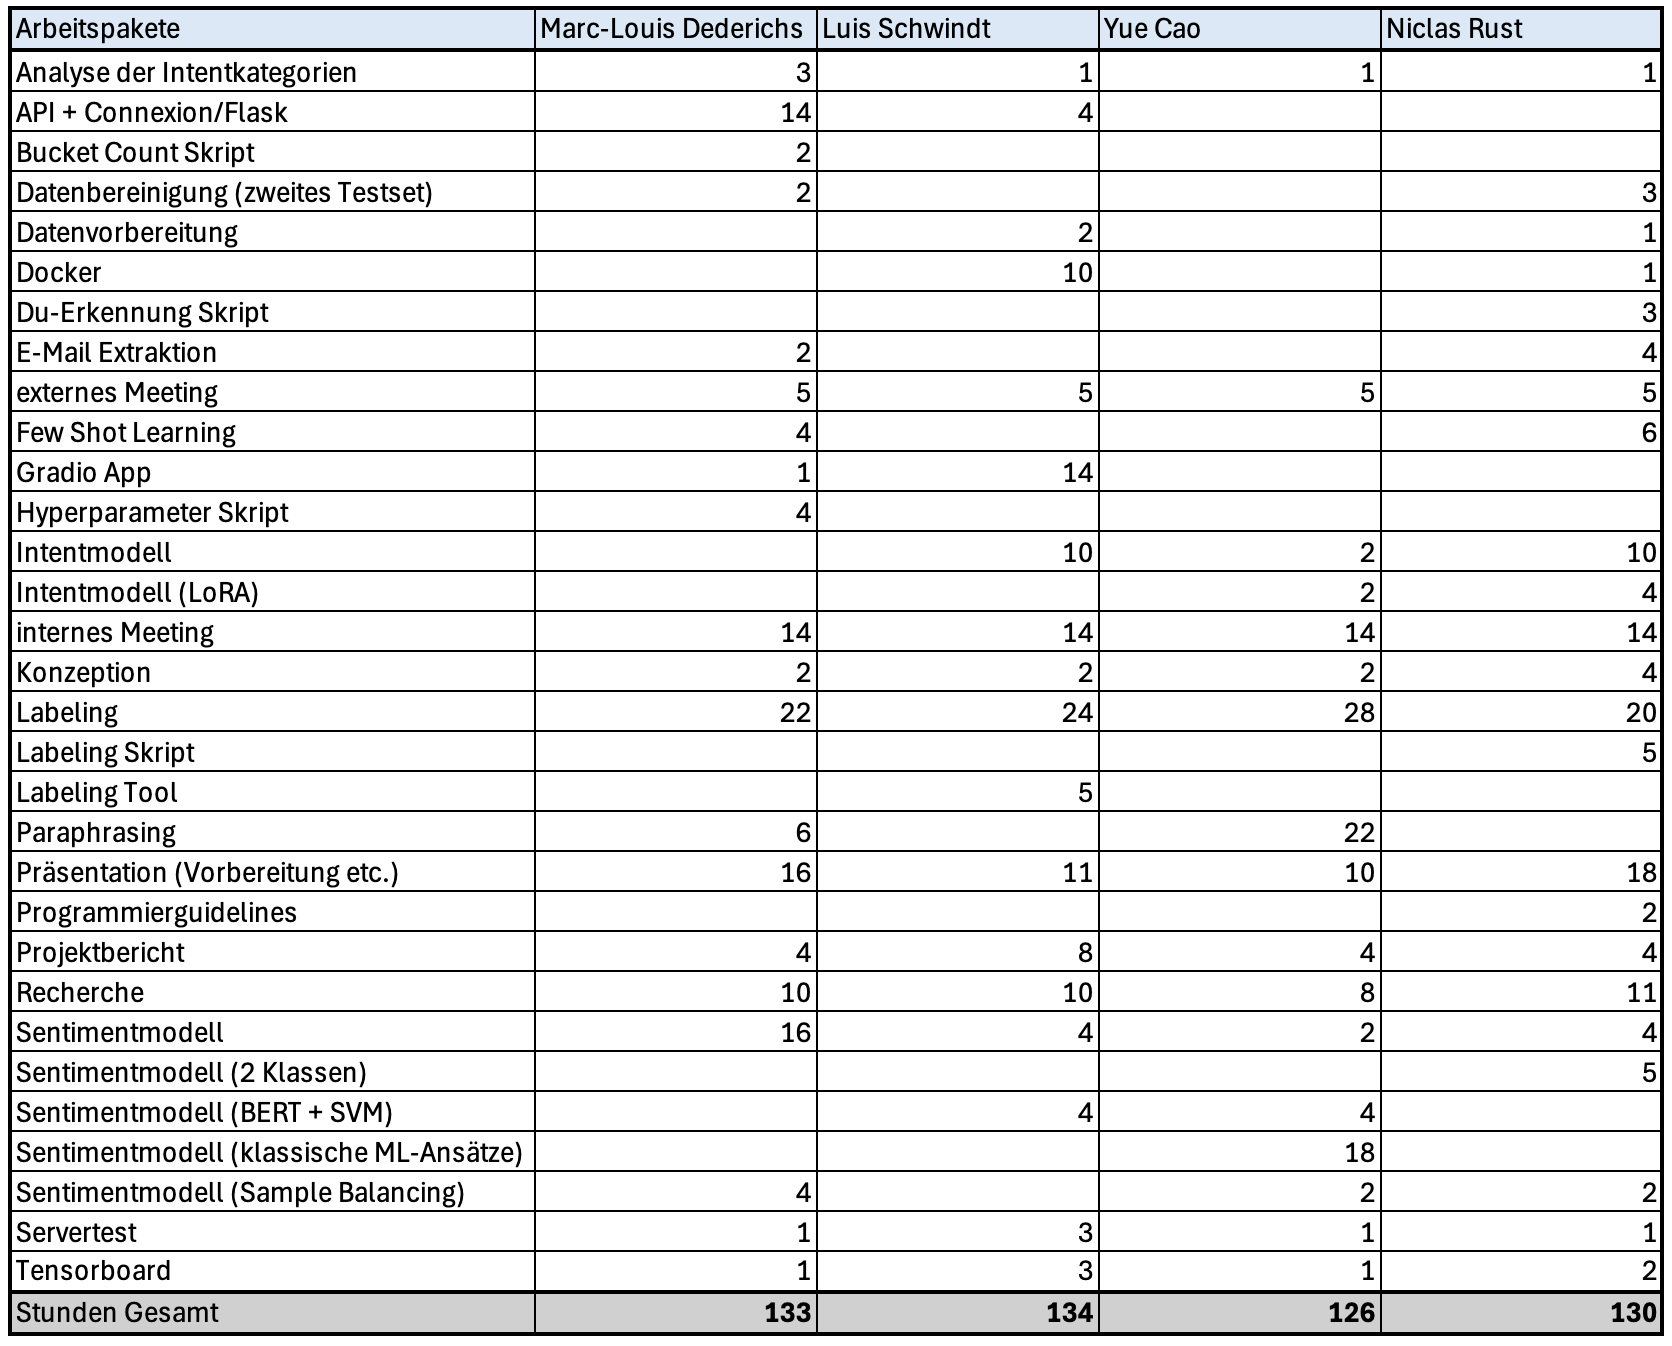 Arbeitspakete Marc-Louis Dederichs Luis Schwindt Yue Cao Niclas Rust
Analyse der Intentkategorien 3 1 1 1
API + Connexion/Flask 14 4
Bucket Count Skript 2
Datenbereinigung (zweites Testset) 2 3
Datenvorbereitung 2 1
Docker 10 1
Du-Erkennung Skript 3
E-Mail Extraktion 2 4
externes Meeting 5 5 5 5
Few Shot Learning 4 6
Gradio App 1 14
Hyperparameter Skript 4
Intentmodell 10 2 10
Intentmodell (LoRA) 2 4
internes Meeting 14 14 14 14
Konzeption 2 2 2 4
Labeling 22 24 28 20
Labeling Skript 5
Labeling Tool 5
Paraphrasing 6 22
Präsentation (Vorbereitung etc.) 16 11 10 18
Programmierguidelines 2
Projektbericht 4 8 4 4
Recherche 10 10 8 11
Sentimentmodell 16 4 2 4
Sentimentmodell (2 Klassen) 5
Sentimentmodell (BERT + SVM) 4 4
Sentimentmodell (klassische ML-Ansätze) 18
Sentimentmodell (Sample Balancing) 4 2 2
Servertest 1 3 1 1
Tensorboard 1 3 1 2
Stunden Gesamt 133 134 126 130